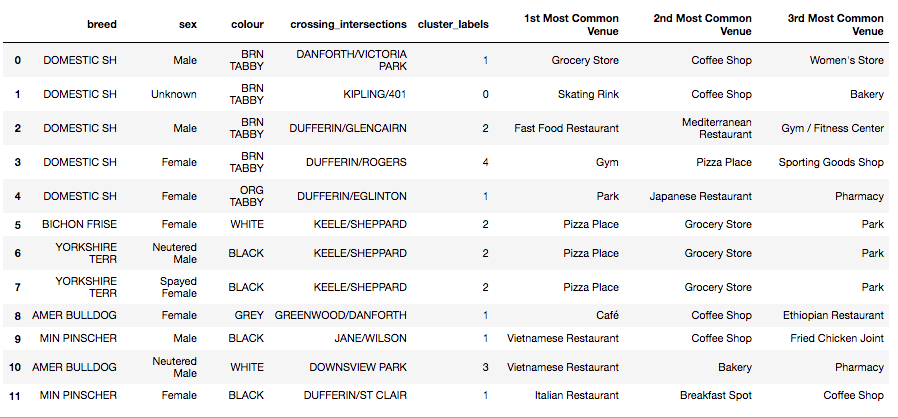 breed sex colour crossing_intersections cluster_labels 1st Most Common Venue 2nd Most Common Venue 3rd Most Common Venue
0 DOMESTIC SH Male BRN TABBY DANFORTH/VICTORIA PARK 1 Grocery Store Coffee Shop Women's Store
1 DOMESTIC SH Unknown BRN TABBY KIPLING/401 0 Skating Rink Coffee Shop Bakery
2 DOMESTIC SH Male BRN TABBY DUFFERIN/GLENCAIRN 2 Fast Food Restaurant Mediterranean Restaurant Gym / Fitness Center
3 DOMESTIC SH Female BRN TABBY DUFFERIN/ROGERS 4 Gym Pizza Place Sporting Goods Shop
4 DOMESTIC SH Female ORG TABBY DUFFERIN/EGLINTON 1 Park Japanese Restaurant Pharmacy
5 BICHON FRISE Female WHITE KEELE/SHEPPARD 2 Pizza Place Grocery Store Park
6 YORKSHIRE TERR Neutered Male BLACK KEELE/SHEPPARD 2 Pizza Place Grocery Store Park
7 YORKSHIRE TERR Spayed Female BLACK KEELE/SHEPPARD 2 Pizza Place Grocery Store Park
8 AMER BULLDOG Female GREY GREENWOOD/DANFORTH 1 Café Coffee Shop Ethiopian Restaurant
9 MIN PINSCHER Male BLACK JANE/WILSON 1 Vietnamese Restaurant Coffee Shop Fried Chicken Joint
10 AMER BULLDOG Neutered Male WHITE DOWNSVIEW PARK 3 Vietnamese Restaurant Bakery Pharmacy
11 MIN PINSCHER Female BLACK DUFFERIN/ST CLAIR 1 Italian Restaurant Breakfast Spot Coffee Shop